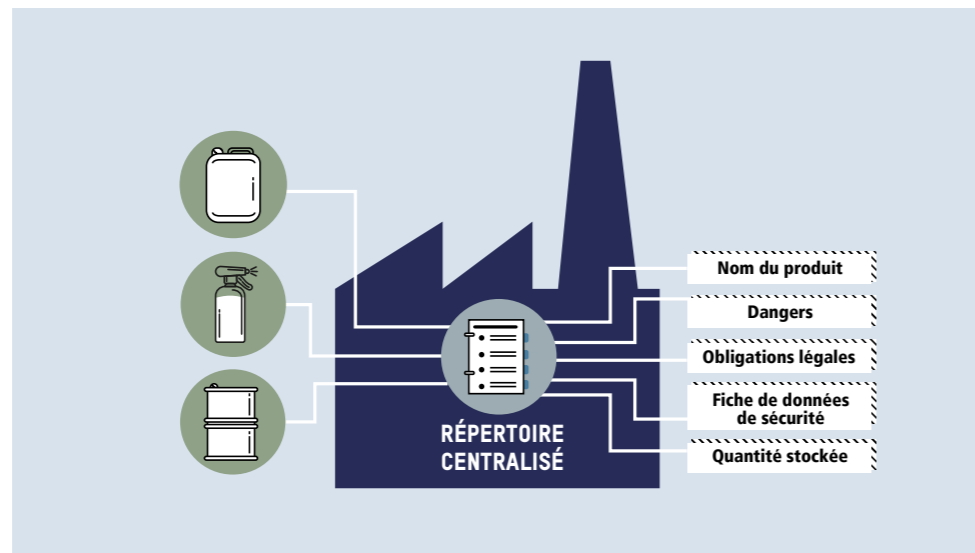 Nom du produit
Dangers
Obligations légales
Fiche de données
de sécurité
Quantité stockée
RÉPERTOIRE
CENTRALISÉ